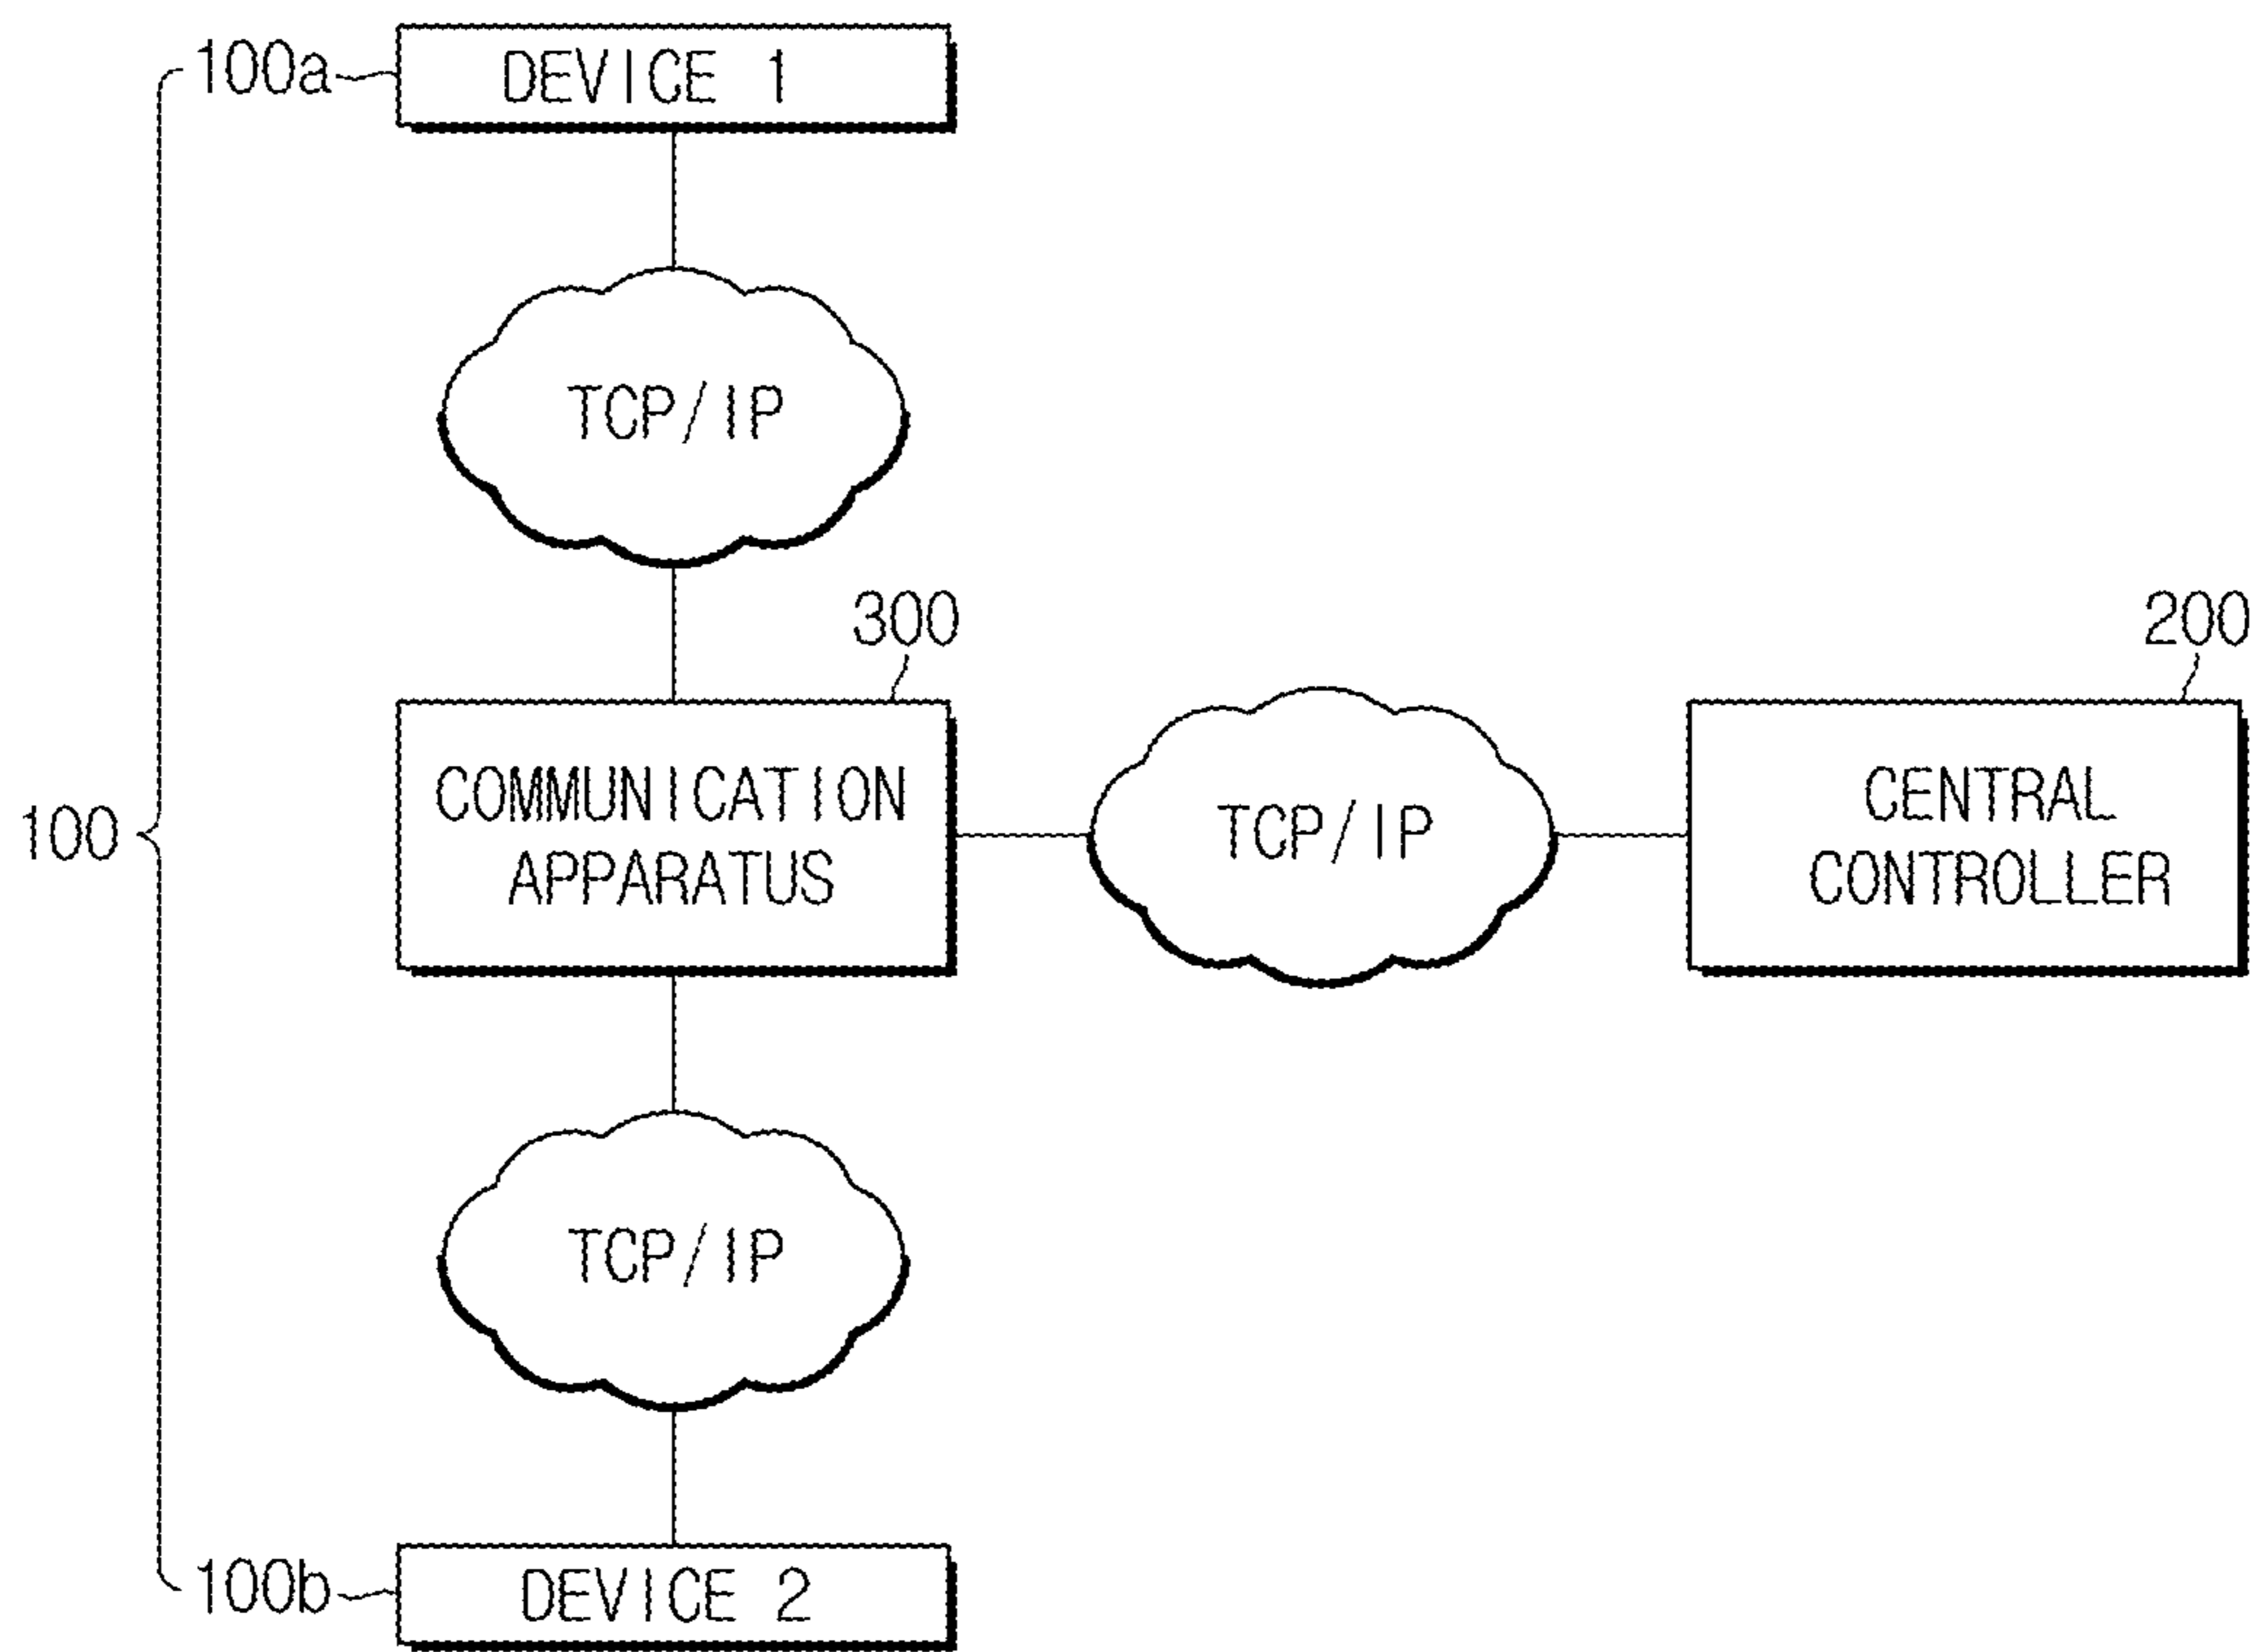 100a
DEVICE 1
TCP/IP
300
200
100
COMMUNICATION
APPARATUS
TCP/IP
CENTRAL
CONTROLLER
TCP/IP
100b
DEVICE 2